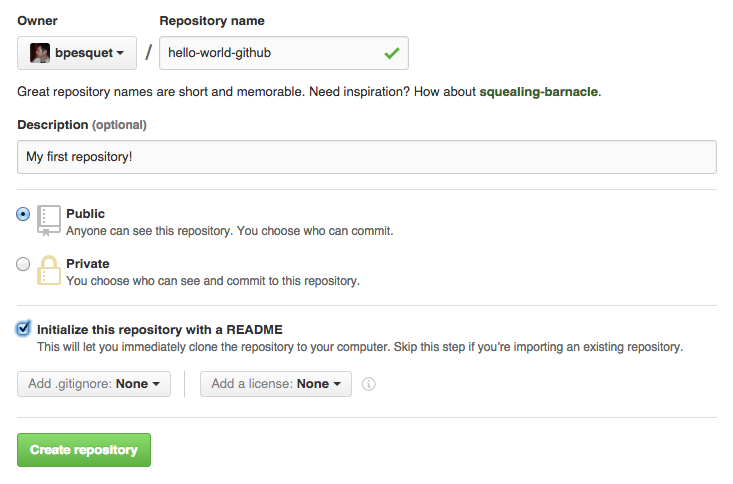 Owner Repository name
bpesquet / hello-world-github
Great repository names are short and memorable. Need inspiration? How about squealing-barnacle.
Description (optional)
My first repository!
Public
Anyone can see this repository. You choose who can commit.
Private
You choose who can see and commit to this repository.
Initialize this repository with a README
This will let you immediately clone the repository to your computer. Skip this step if you're importing an existing repository.
Add .gitignore: None Add a license: None
Create repository